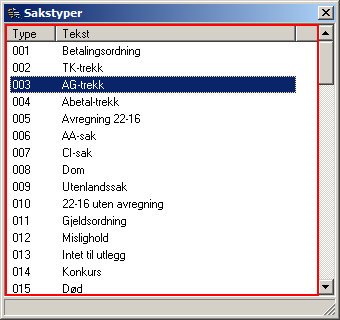 Sakstyper
Type Tekst
001 Betalingsordning
002 TK-trekk
003 AG-trekk
004 Abetal-trekk
005 Avregning 22-16
006 AA-sak
007 CI-sak
008 Dom
009 Utenlandssak
010 22-16 uten avregning
011 Gjeldsordning
012 Mislighold
013 Intet til utlegg
014 Konkurs
015 Død